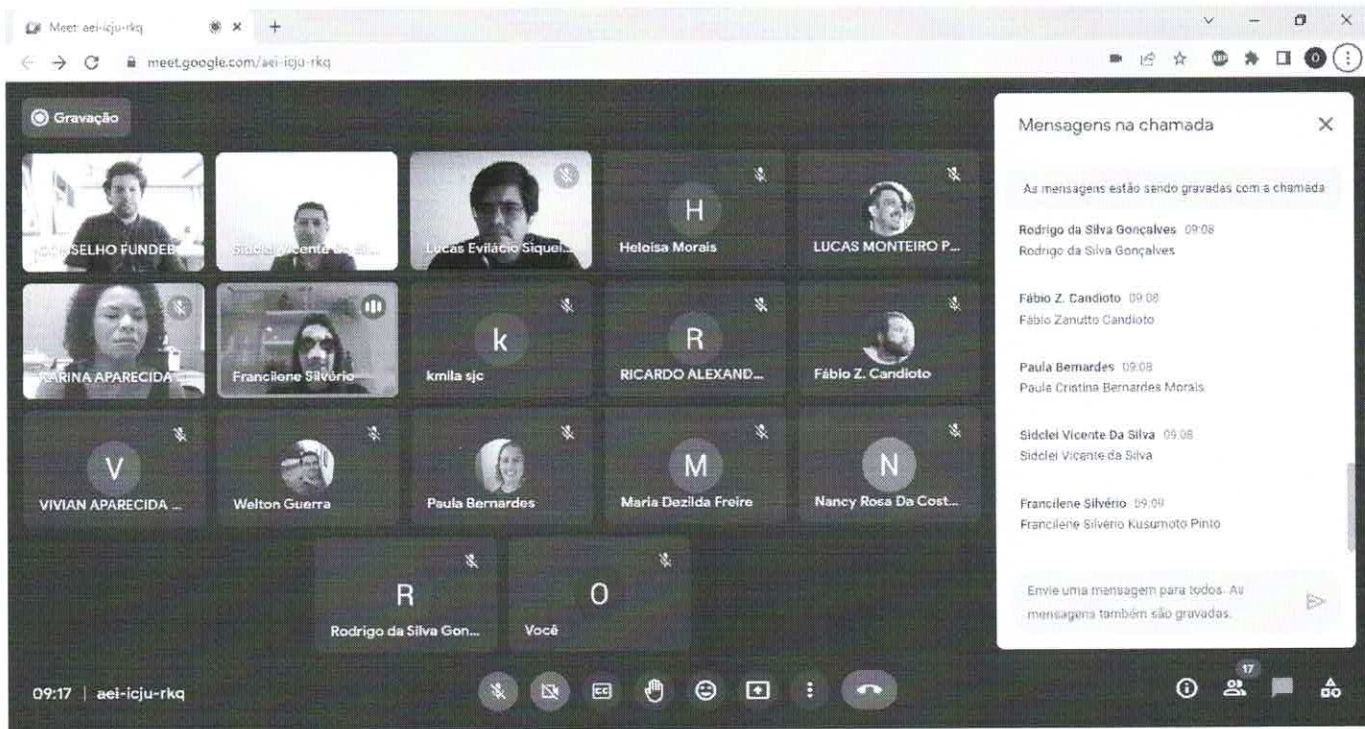 Meet: aei-icju-rkq
meet.google.com/aei-icju-rkq
Gravação
CONSELHO FUNDEB
Sidclei Vicente Da Sil...
Lucas Evilácio Siquei...
H
Heloisa Morais
LUCAS MONTEIRO P...
KARINA APARECIDA
Francilene Silvério
k
kmila sjc
R
RICARDO ALEXAND...
Fábio Z. Candioto
V
VIVIAN APARECIDA ...
Welton Guerra
Paula Bernardes
M
Maria Dezilda Freire
N
Nancy Rosa Da Cost...
R
Rodrigo da Silva Gon...
O
Você
09:17 | aei-icju-rkq
CC
17
Mensagens na chamada
As mensagens estão sendo gravadas com a chamada
Rodrigo da Silva Gonçalves 09:08
Rodrigo da Silva Gonçalves
Fábio Z. Candioto 09:08
Fábio Zanutto Candioto
Paula Bernardes 09:08
Paula Cristina Bernardes Morais
Sidclei Vicente Da Silva 09:08
Sidclei Vicente da Silva
Francilene Silvério 09:09
Francilene Silvério Kusumoto Pinto
Envie uma mensagem para todos. As
mensagens também são gravadas.